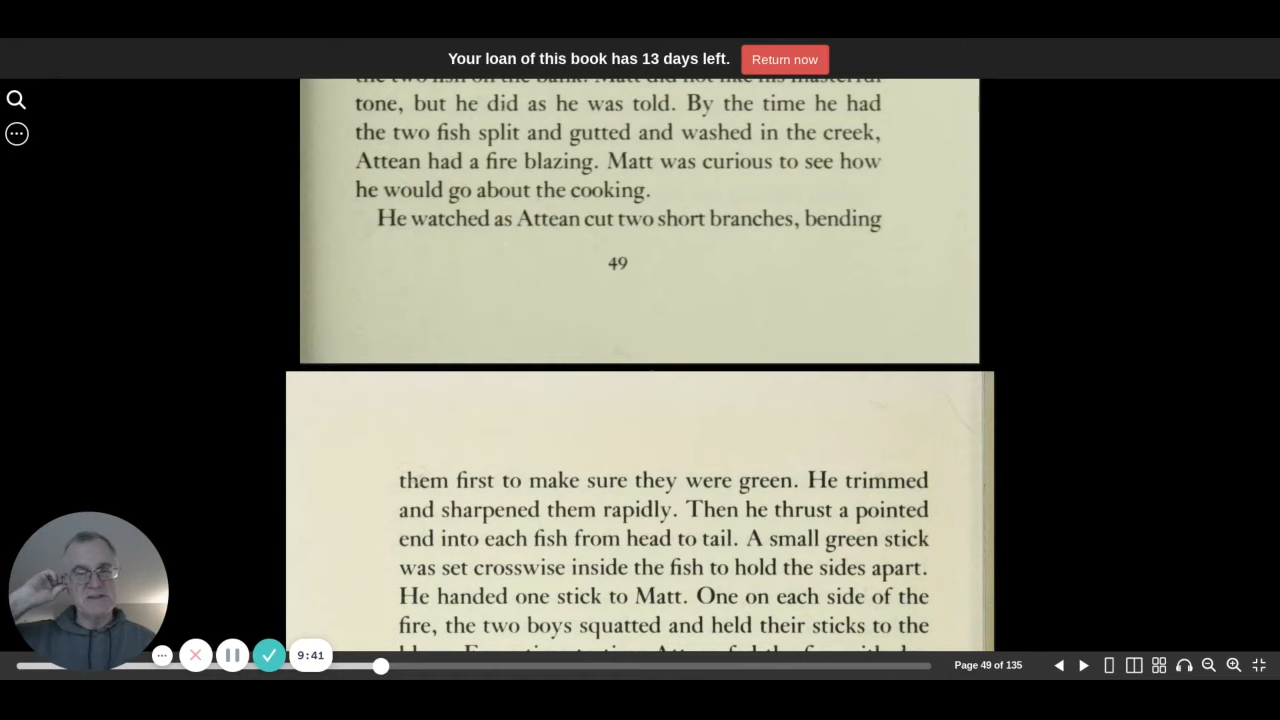 Your loan of this book has 13 days left. Return now
tone, but he did as he was told. By the time he had
the two fish split and gutted and washed in the creek,
Attean had a fire blazing. Matt was curious to see how
he would go about the cooking.
He watched as Attean cut two short branches, bending
49
them first to make sure they were green. He trimmed
and sharpened them rapidly. Then he thrust a pointed
end into each fish from head to tail. A small green stick
was set crosswise inside the fish to hold the sides apart.
He handed one stick to Matt. One on each side of the
fire, the two boys squatted and held their sticks to the
9:41
Page 49 of 135